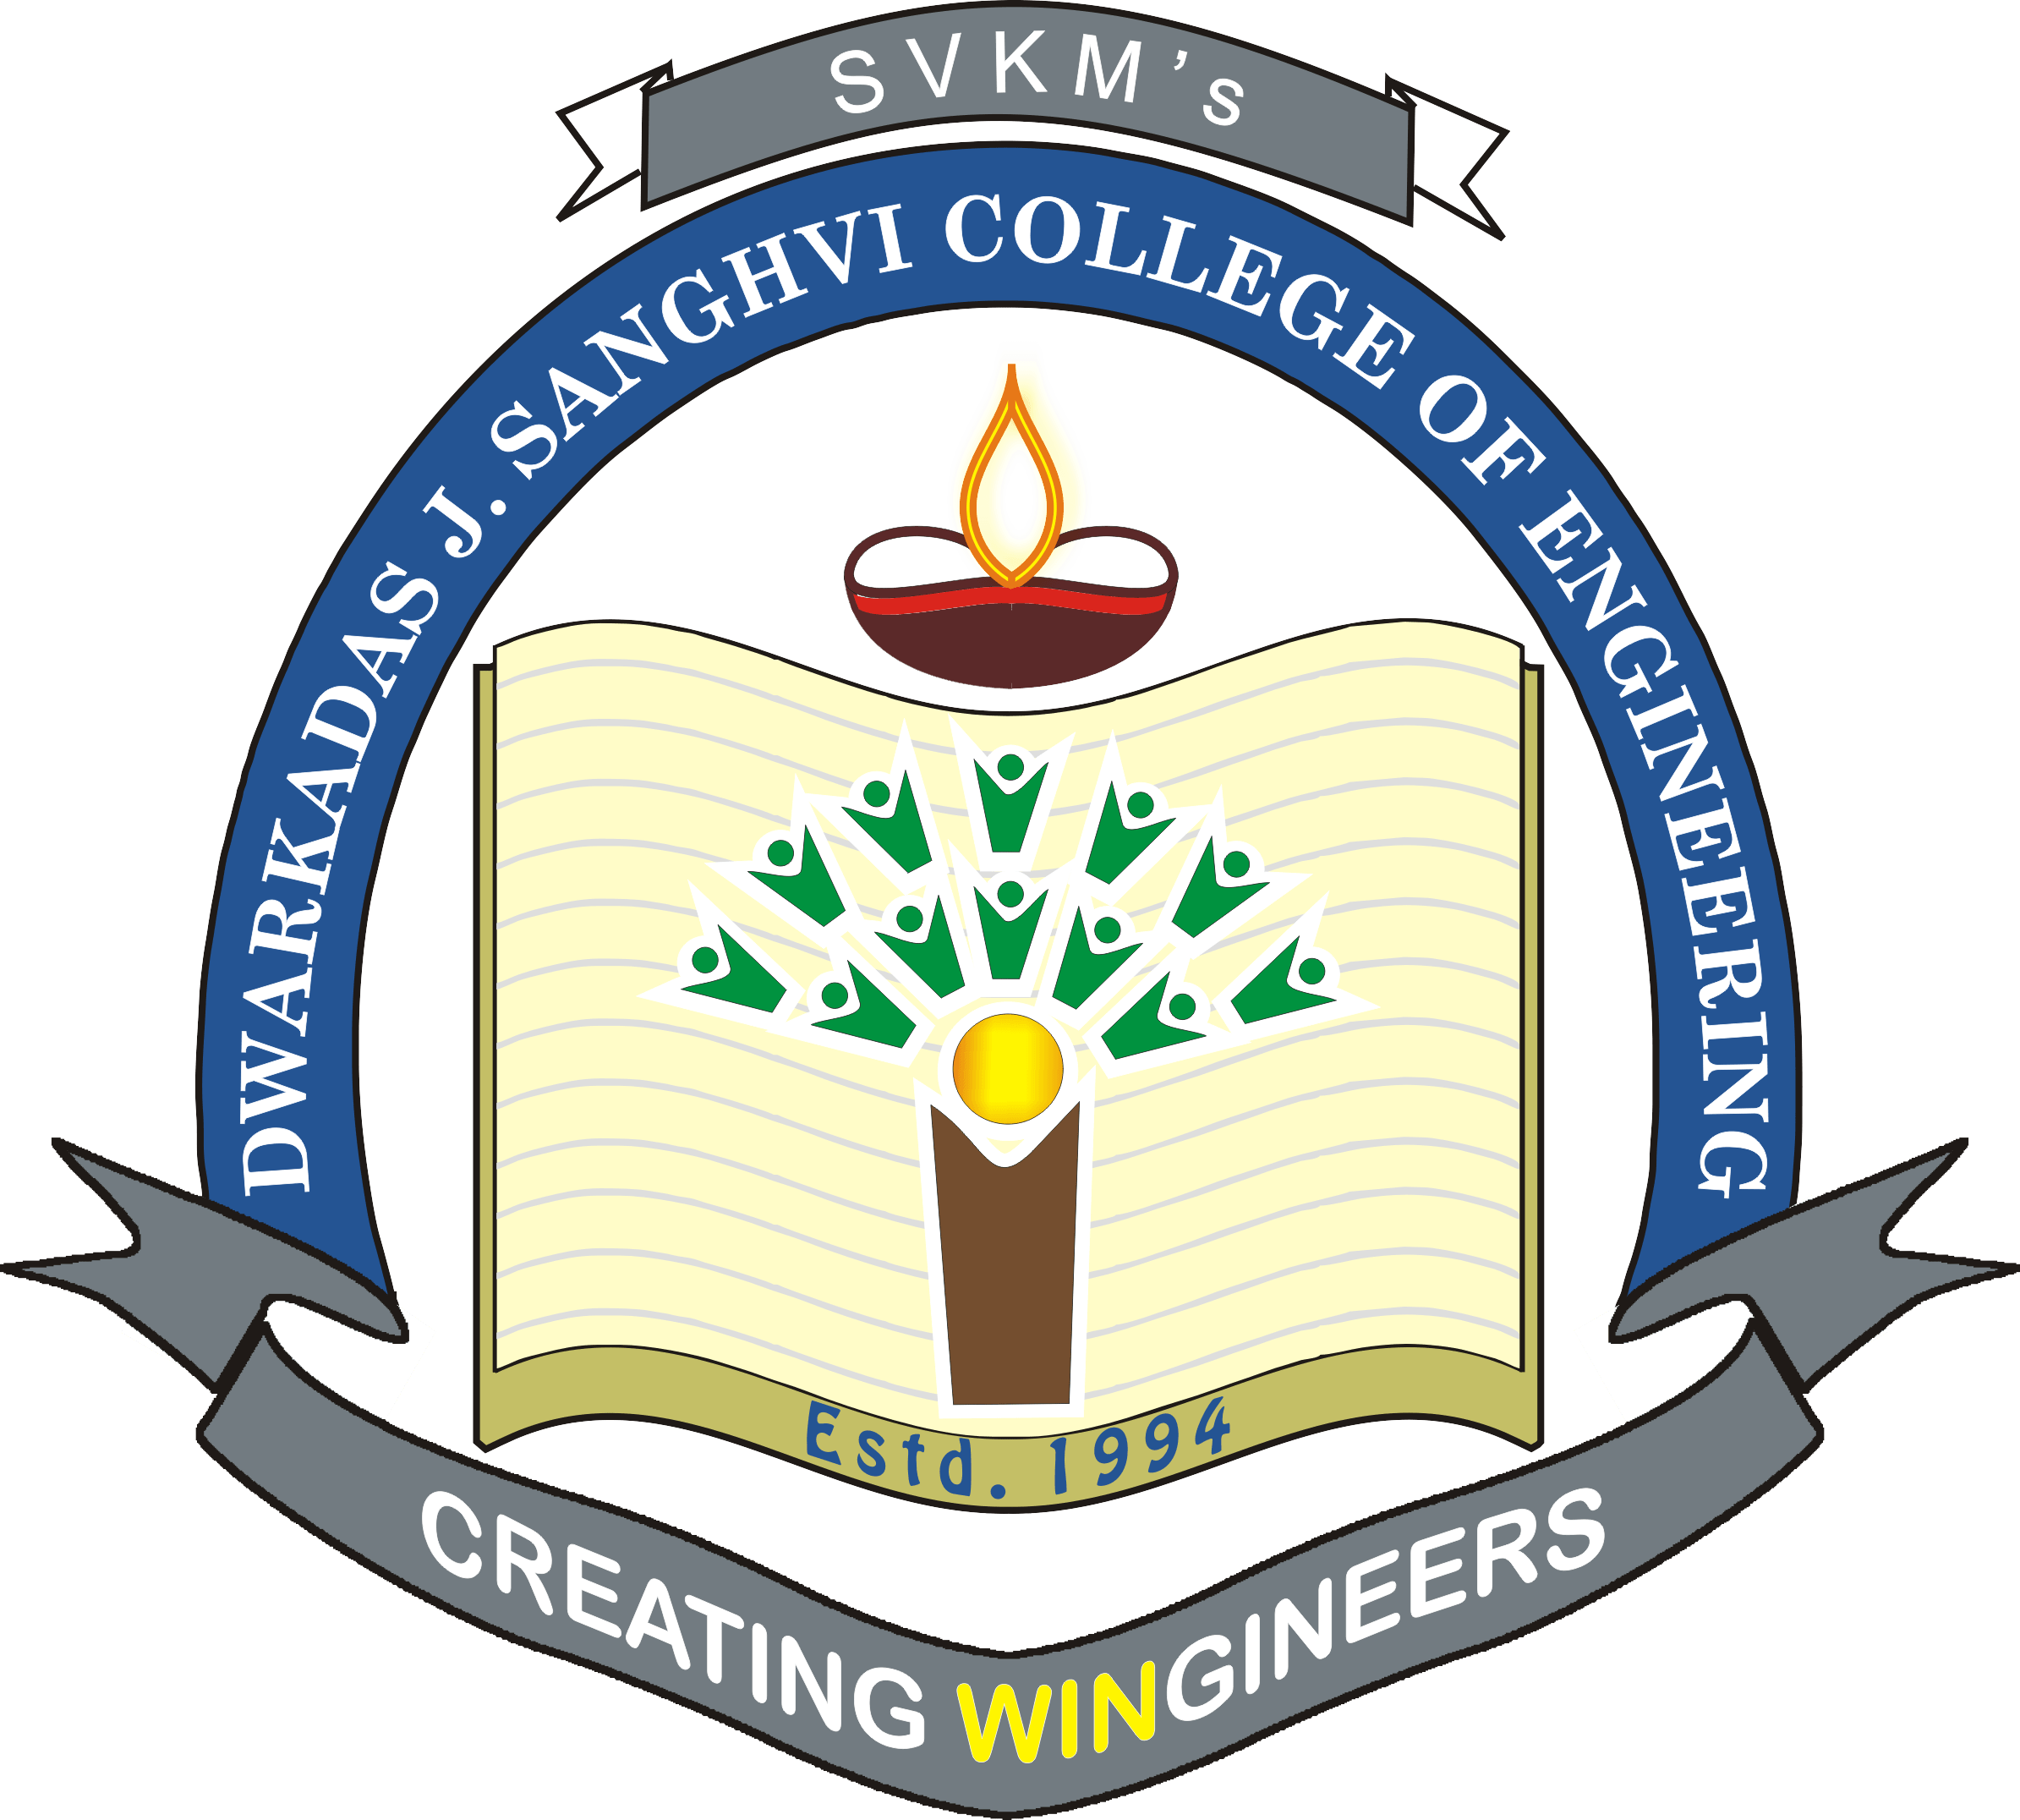 SVKM's
DWARKADAS J. SANGHVI COLLEGE OF ENGINEERING
Estd. 1994
CREATING WINGINEERS